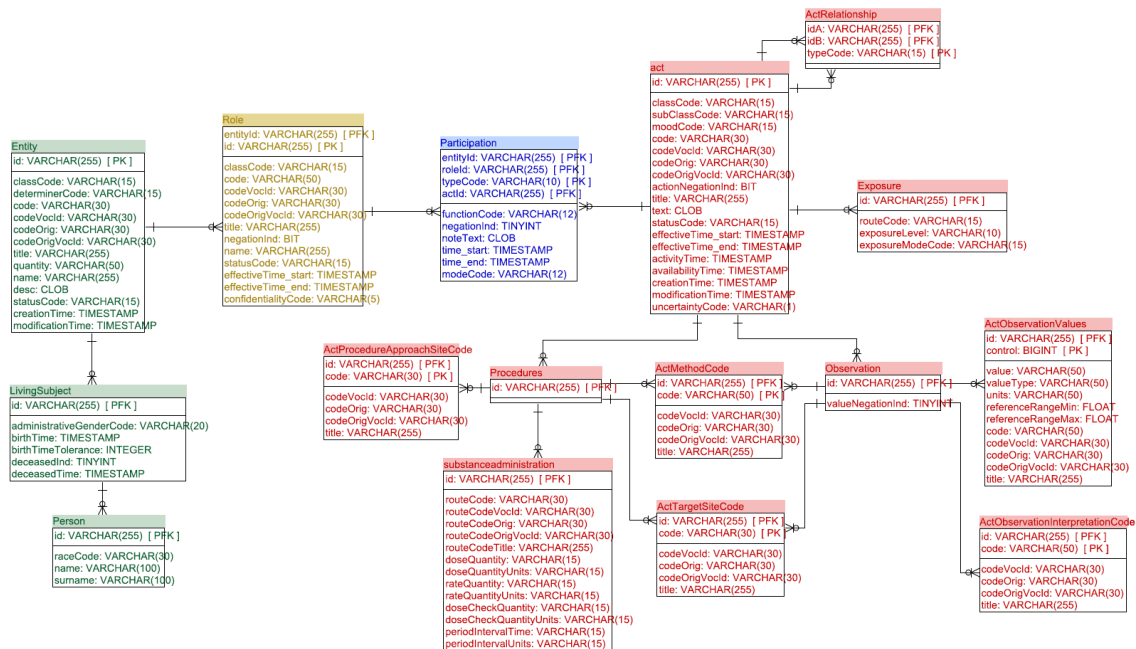 ActRelationship
idA: VARCHAR(255) [ PFK ]
idB: VARCHAR(255) [ PFK ]
typeCode: VARCHAR(15) [ PK ]
act
id: VARCHAR(255) [ PK ]
classCode: VARCHAR(15)
subClassCode: VARCHAR(15)
moodCode: VARCHAR(15)
code: VARCHAR(30)
codeVocId: VARCHAR(30)
codeOrig: VARCHAR(30)
codeOrigVocId: VARCHAR(30)
actionNegationInd: BIT
title: VARCHAR(255)
text: CLOB
statusCode: VARCHAR(15)
effectiveTime_start: TIMESTAMP
effectiveTime_end: TIMESTAMP
activityTime: TIMESTAMP
availabilityTime: TIMESTAMP
creationTime: TIMESTAMP
modificationTime: TIMESTAMP
uncertaintyCode: VARCHAR(1)
Role
entityId: VARCHAR(255) [ PFK ]
id: VARCHAR(255) [ PK ]
classCode: VARCHAR(15)
code: VARCHAR(50)
codeVocId: VARCHAR(30)
codeOrig: VARCHAR(30)
codeOrigVocId: VARCHAR(30)
title: VARCHAR(255)
negationInd: BIT
name: VARCHAR(255)
statusCode: VARCHAR(15)
effectiveTime_start: TIMESTAMP
effectiveTime_end: TIMESTAMP
confidentialityCode: VARCHAR(5)
Participation
entityId: VARCHAR(255) [ PFK ]
roleId: VARCHAR(255) [ PFK ]
typeCode: VARCHAR(10) [ PK ]
actId: VARCHAR(255) [ PFK ]
functionCode: VARCHAR(12)
negationInd: TINYINT
noteText: CLOB
time_start: TIMESTAMP
time_end: TIMESTAMP
modeCode: VARCHAR(12)
Entity
id: VARCHAR(255) [ PK ]
classCode: VARCHAR(15)
determinerCode: VARCHAR(15)
code: VARCHAR(30)
codeVocId: VARCHAR(30)
codeOrig: VARCHAR(30)
codeOrigVocId: VARCHAR(30)
title: VARCHAR(255)
quantity: VARCHAR(50)
name: VARCHAR(255)
desc: CLOB
statusCode: VARCHAR(15)
creationTime: TIMESTAMP
modificationTime: TIMESTAMP
Exposure
id: VARCHAR(255) [ PFK ]
routeCode: VARCHAR(15)
exposureLevel: VARCHAR(10)
exposureModeCode: VARCHAR(15)
ActObservationValues
id: VARCHAR(255) [ PFK ]
control: BIGINT [ PK ]
value: VARCHAR(50)
valueType: VARCHAR(50)
units: VARCHAR(50)
referenceRangeMin: FLOAT
referenceRangeMax: FLOAT
code: VARCHAR(50)
codeVocId: VARCHAR(30)
codeOrig: VARCHAR(30)
codeOrigVocId: VARCHAR(30)
title: VARCHAR(255)
ActProcedureApproachSiteCode
id: VARCHAR(255) [ PFK ]
code: VARCHAR(30) [ PK ]
codeVocId: VARCHAR(30)
codeOrig: VARCHAR(30)
codeOrigVocId: VARCHAR(30)
title: VARCHAR(255)
Procedures
id: VARCHAR(255) [ PFK ]
ActMethodCode
id: VARCHAR(255) [ PFK ]
code: VARCHAR(50) [ PK ]
codeVocId: VARCHAR(30)
codeOrig: VARCHAR(30)
codeOrigVocId: VARCHAR(30)
title: VARCHAR(255)
Observation
id: VARCHAR(255) [ PFK ]
valueNegationInd: TINYINT
LivingSubject
id: VARCHAR(255) [ PFK ]
administrativeGenderCode: VARCHAR(20)
birthTime: TIMESTAMP
birthTimeTolerance: INTEGER
deceasedInd: TINYINT
deceasedTime: TIMESTAMP
substanceadministration
id: VARCHAR(255) [ PFK ]
routeCode: VARCHAR(30)
routeCodeVocId: VARCHAR(30)
routeCodeOrig: VARCHAR(30)
routeCodeOrigVocId: VARCHAR(30)
routeCodeTitle: VARCHAR(255)
doseQuantity: VARCHAR(15)
doseQuantityUnits: VARCHAR(15)
rateQuantity: VARCHAR(15)
rateQuantityUnits: VARCHAR(15)
doseCheckQuantity: VARCHAR(15)
doseCheckQuantityUnits: VARCHAR(15)
periodIntervalTime: VARCHAR(15)
periodIntervalUnits: VARCHAR(15)
ActTargetSiteCode
id: VARCHAR(255) [ PFK ]
code: VARCHAR(30) [ PK ]
codeVocId: VARCHAR(30)
codeOrig: VARCHAR(30)
codeOrigVocId: VARCHAR(30)
title: VARCHAR(255)
Person
id: VARCHAR(255) [ PFK ]
raceCode: VARCHAR(30)
name: VARCHAR(100)
surname: VARCHAR(100)
ActObservationInterpretationCode
id: VARCHAR(255) [ PFK ]
code: VARCHAR(50) [ PK ]
codeVocId: VARCHAR(30)
codeOrig: VARCHAR(30)
codeOrigVocId: VARCHAR(30)
title: VARCHAR(255)